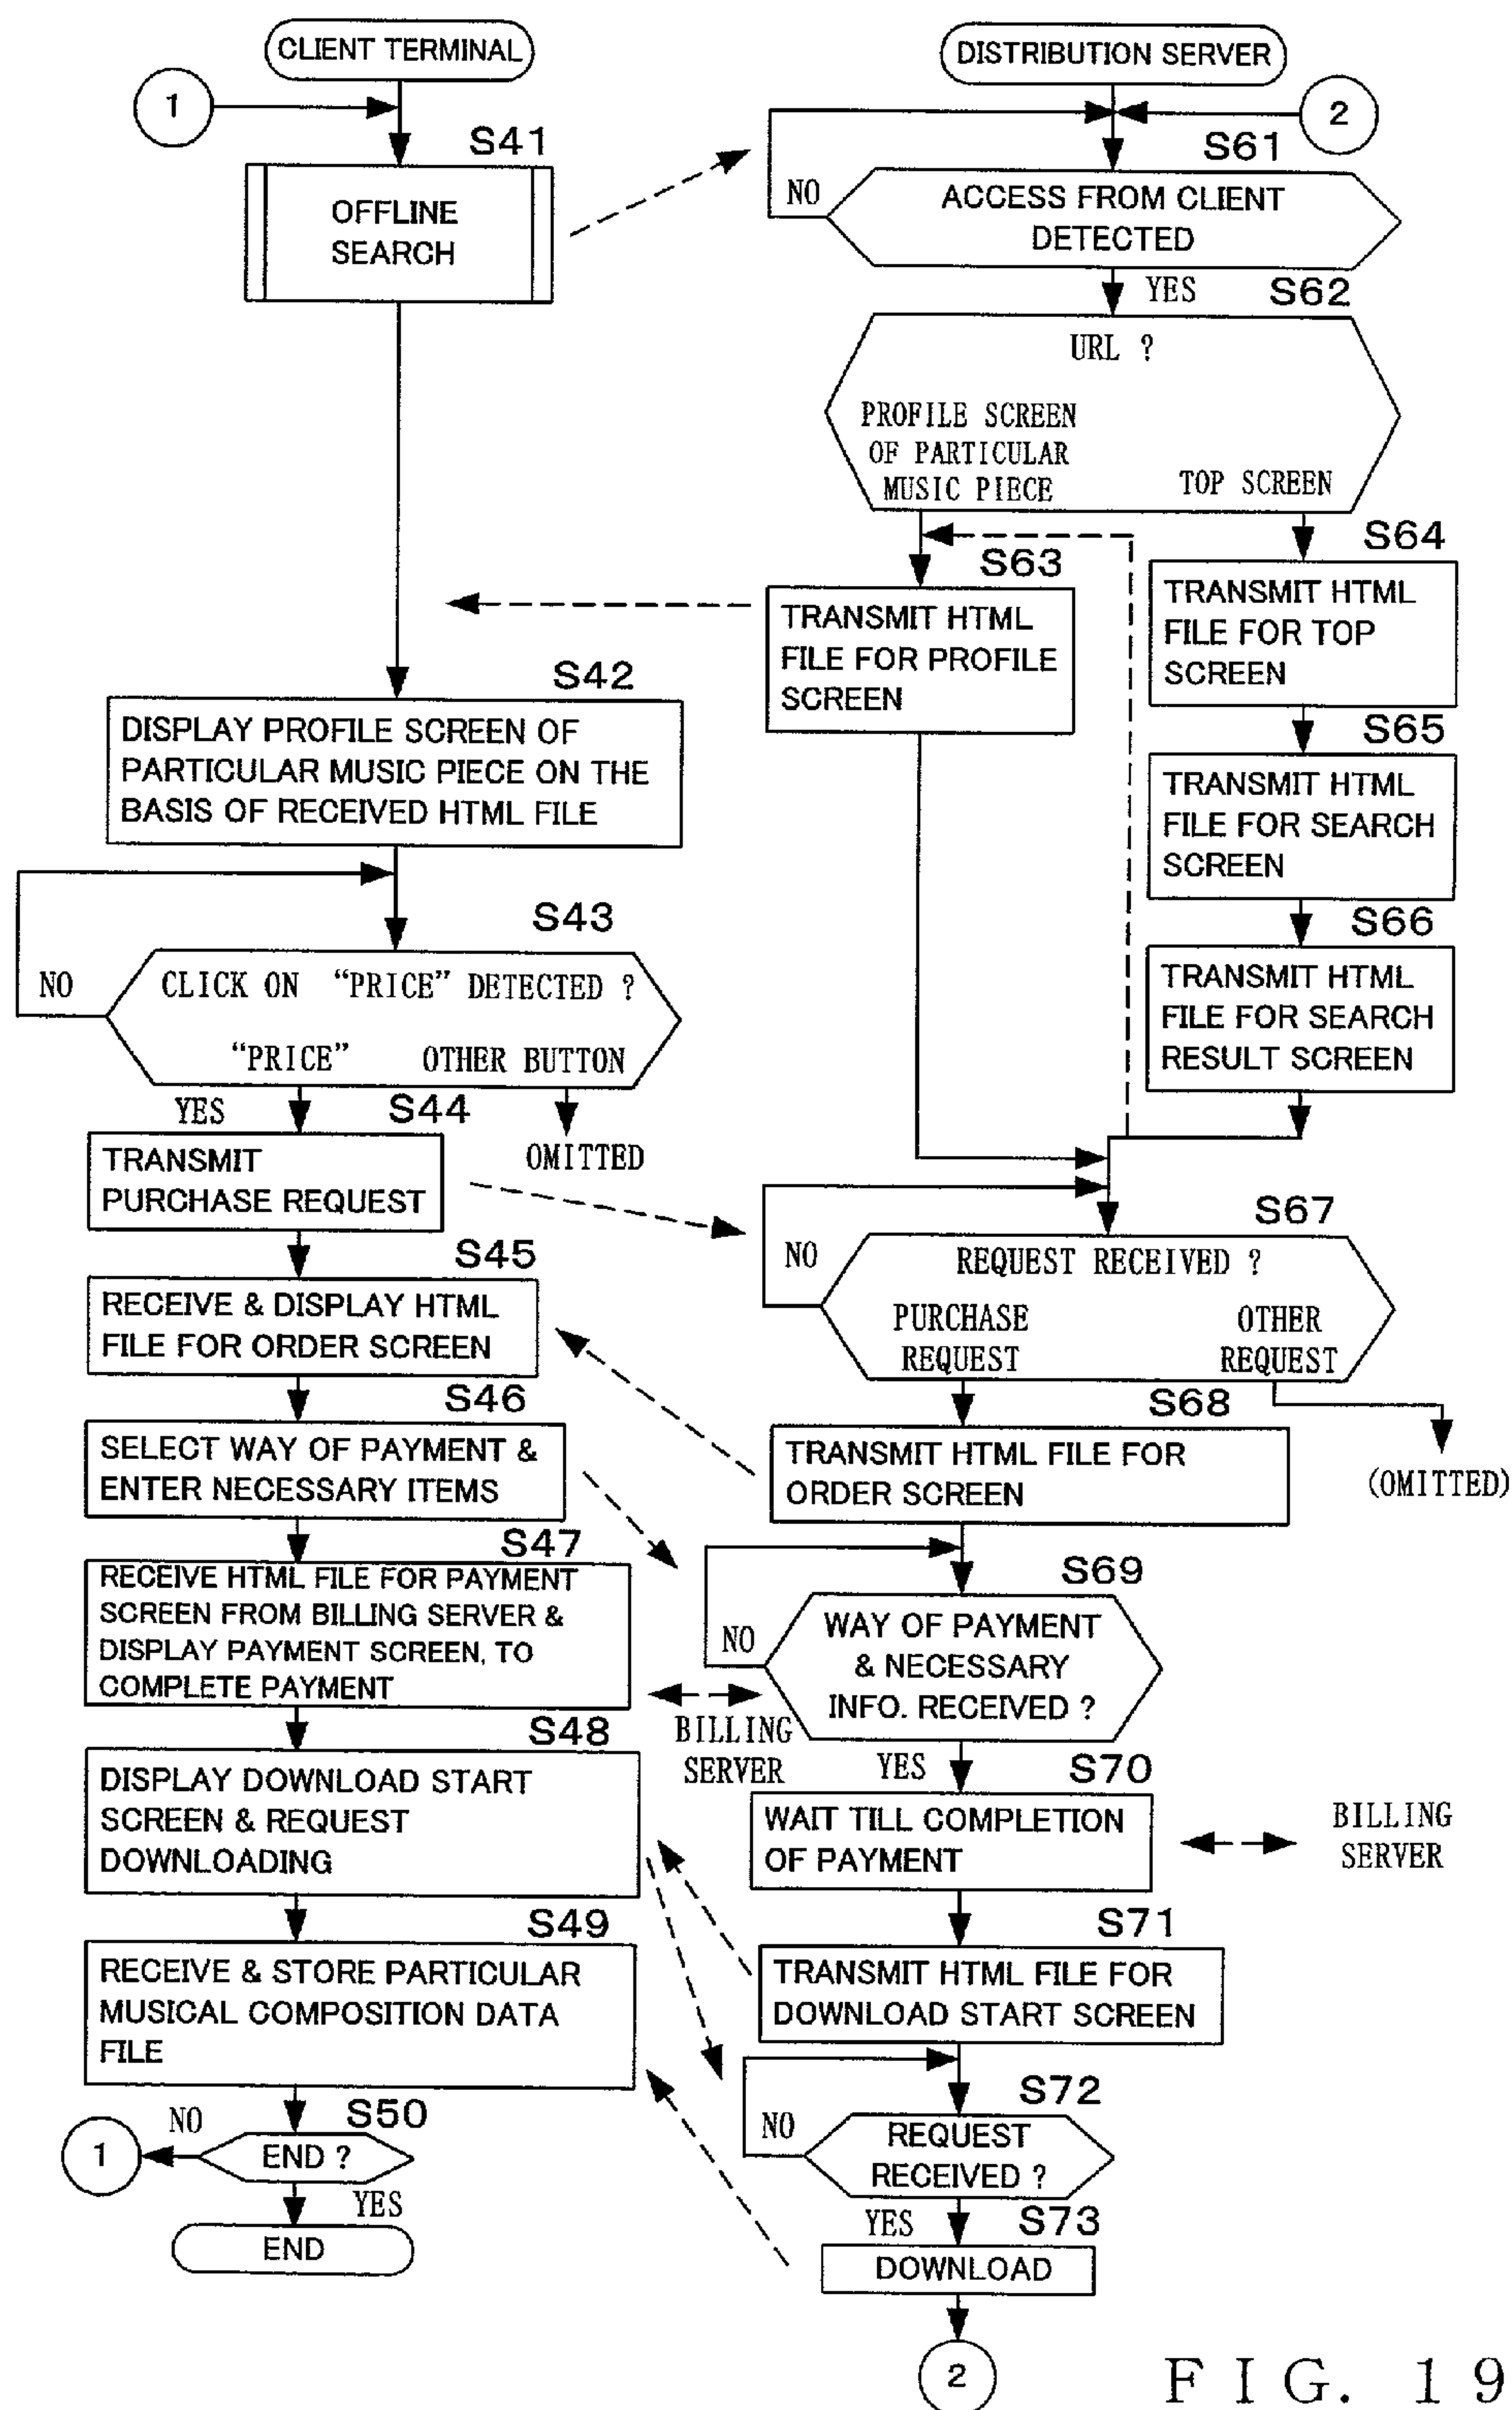 CLIENT TERMINAL
1
S41
OFFLINE
SEARCH
S42
DISPLAY PROFILE SCREEN OF
PARTICULAR MUSIC PIECE ON THE
BASIS OF RECEIVED HTML FILE
S43
NO
CLICK ON "PRICE" DETECTED ?
"PRICE" OTHER BUTTON
YES
S44
OMITTED
TRANSMIT
PURCHASE REQUEST
S45
RECEIVE & DISPLAY HTML
FILE FOR ORDER SCREEN
S46
SELECT WAY OF PAYMENT &
ENTER NECESSARY ITEMS
S47
RECEIVE HTML FILE FOR PAYMENT
SCREEN FROM BILLING SERVER &
DISPLAY PAYMENT SCREEN, TO
COMPLETE PAYMENT
BILLING
SERVER
S48
DISPLAY DOWNLOAD START
SCREEN & REQUEST
DOWNLOADING
S49
RECEIVE & STORE PARTICULAR
MUSICAL COMPOSITION DATA
FILE
S50
NO
1
END ?
YES
END
DISTRIBUTION SERVER
2
S61
NO
ACCESS FROM CLIENT
DETECTED
YES
S62
URL ?
PROFILE SCREEN
OF PARTICULAR
MUSIC PIECE
TOP SCREEN
S63
TRANSMIT HTML
FILE FOR PROFILE
SCREEN
S64
TRANSMIT HTML
FILE FOR TOP
SCREEN
S65
TRANSMIT HTML
FILE FOR SEARCH
SCREEN
S66
TRANSMIT HTML
FILE FOR SEARCH
RESULT SCREEN
S67
NO
REQUEST RECEIVED ?
PURCHASE
REQUEST
OTHER
REQUEST
(OMITTED)
S68
TRANSMIT HTML FILE FOR
ORDER SCREEN
S69
NO
WAY OF PAYMENT
& NECESSARY
INFO. RECEIVED ?
YES
S70
WAIT TILL COMPLETION
OF PAYMENT
BILLING
SERVER
S71
TRANSMIT HTML FILE FOR
DOWNLOAD START SCREEN
S72
NO
REQUEST
RECEIVED ?
YES
S73
DOWNLOAD
2
FIG. 19